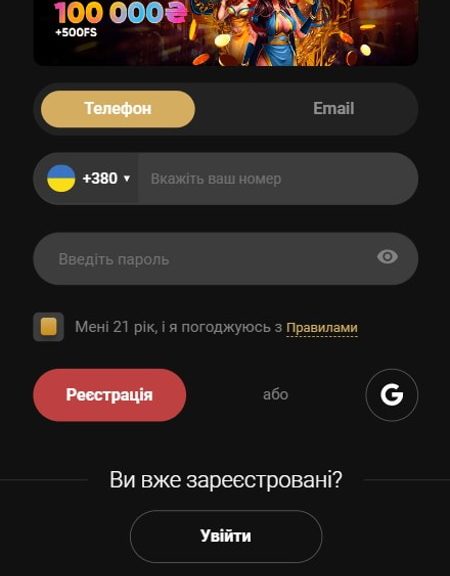 100 000₴
+500FS
Телефон Email
+380 ▾ Вкажіть ваш номер
Введіть пароль
Мені 21 рік, і я погоджуюсь з Правилами
Реєстрація або G
Ви вже зареєстровані?
Увійти